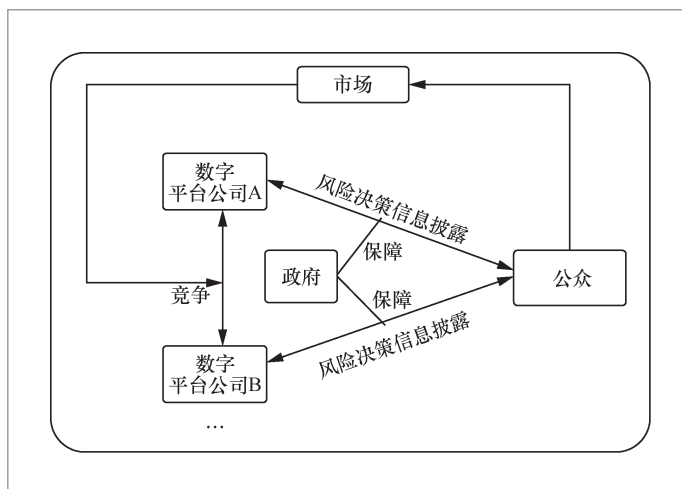 市场
数字
平台公司A
风险决策信息披露
保障
政府
公众
竞争
保障
数字
平台公司B
风险决策信息披露
…